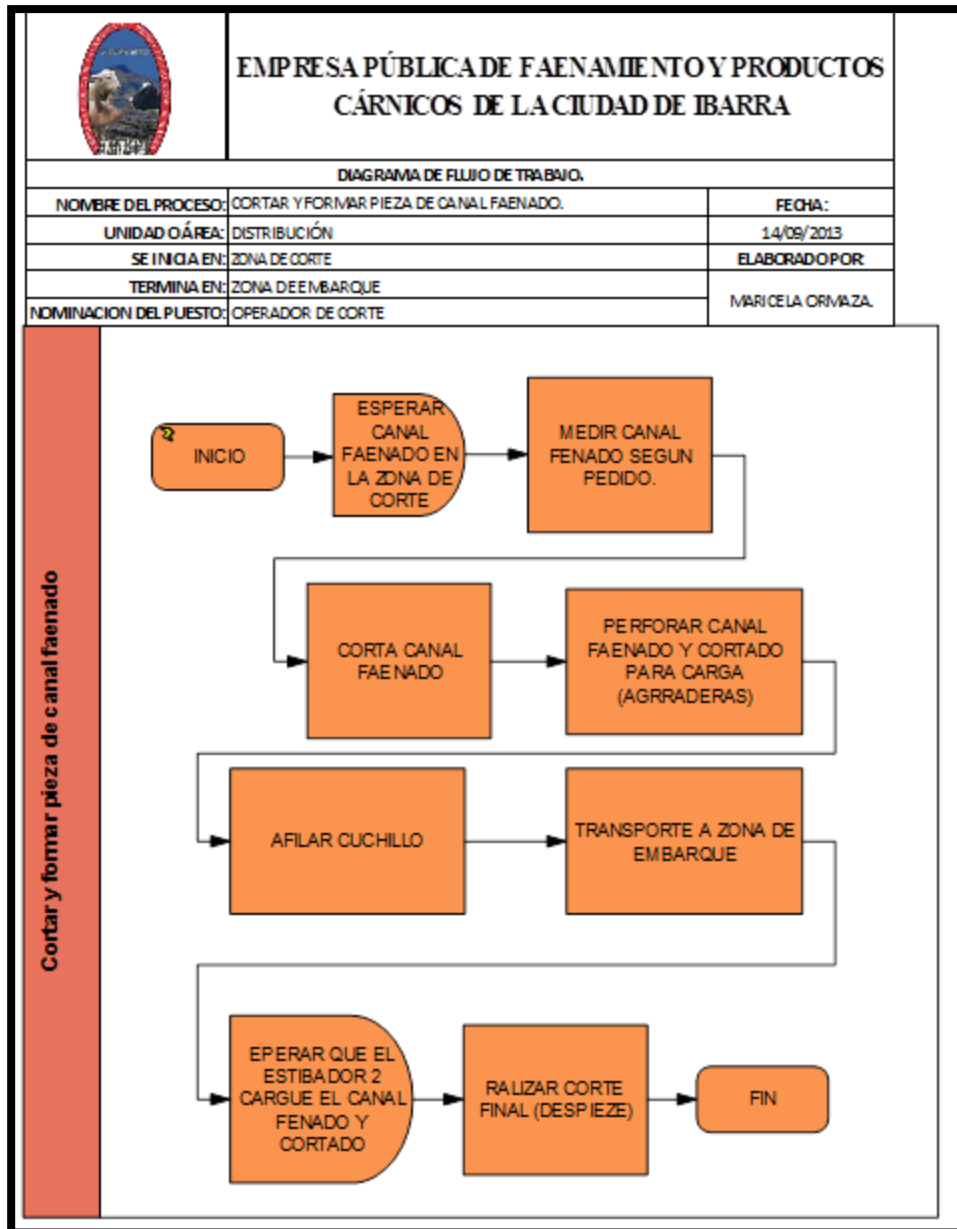 EMPRESA PÚBLICA DE FAENAMIENTO Y PRODUCTOS
CÁRNICOS DE LA CIUDAD DE IBARRA
DIAGRAMA DE FLUJO DE TRABAJO.
NOMBRE DEL PROCESO: CORTAR Y FORMAR PIEZA DE CANAL FAENADO. FECHA:
UNIDAD O ÁREA: DISTRIBUCIÓN 14/09/2013
SE INICIA EN: ZONA DE CORTE ELABORADO POR:
TERMINA EN: ZONA DE EMBARQUE
MARICELA ORMAZA.
NOMINACION DEL PUESTO: OPERADOR DE CORTE
Cortar y formar pieza de canal faenado
INICIO
ESPERAR
CANAL
FAENADO EN
LA ZONA DE
CORTE
MEDIR CANAL
FENADO SEGUN
PEDIDO.
CORTA CANAL
FAENADO
PERFORAR CANAL
FAENADO Y CORTADO
PARA CARGA
(AGRRADERAS)
AFILAR CUCHILLO
TRANSPORTE A ZONA DE
EMBARQUE
EPERAR QUE EL
ESTIBADOR 2
CARGUE EL CANAL
FENADO Y
CORTADO
RALIZAR CORTE
FINAL (DESPIEZE)
FIN